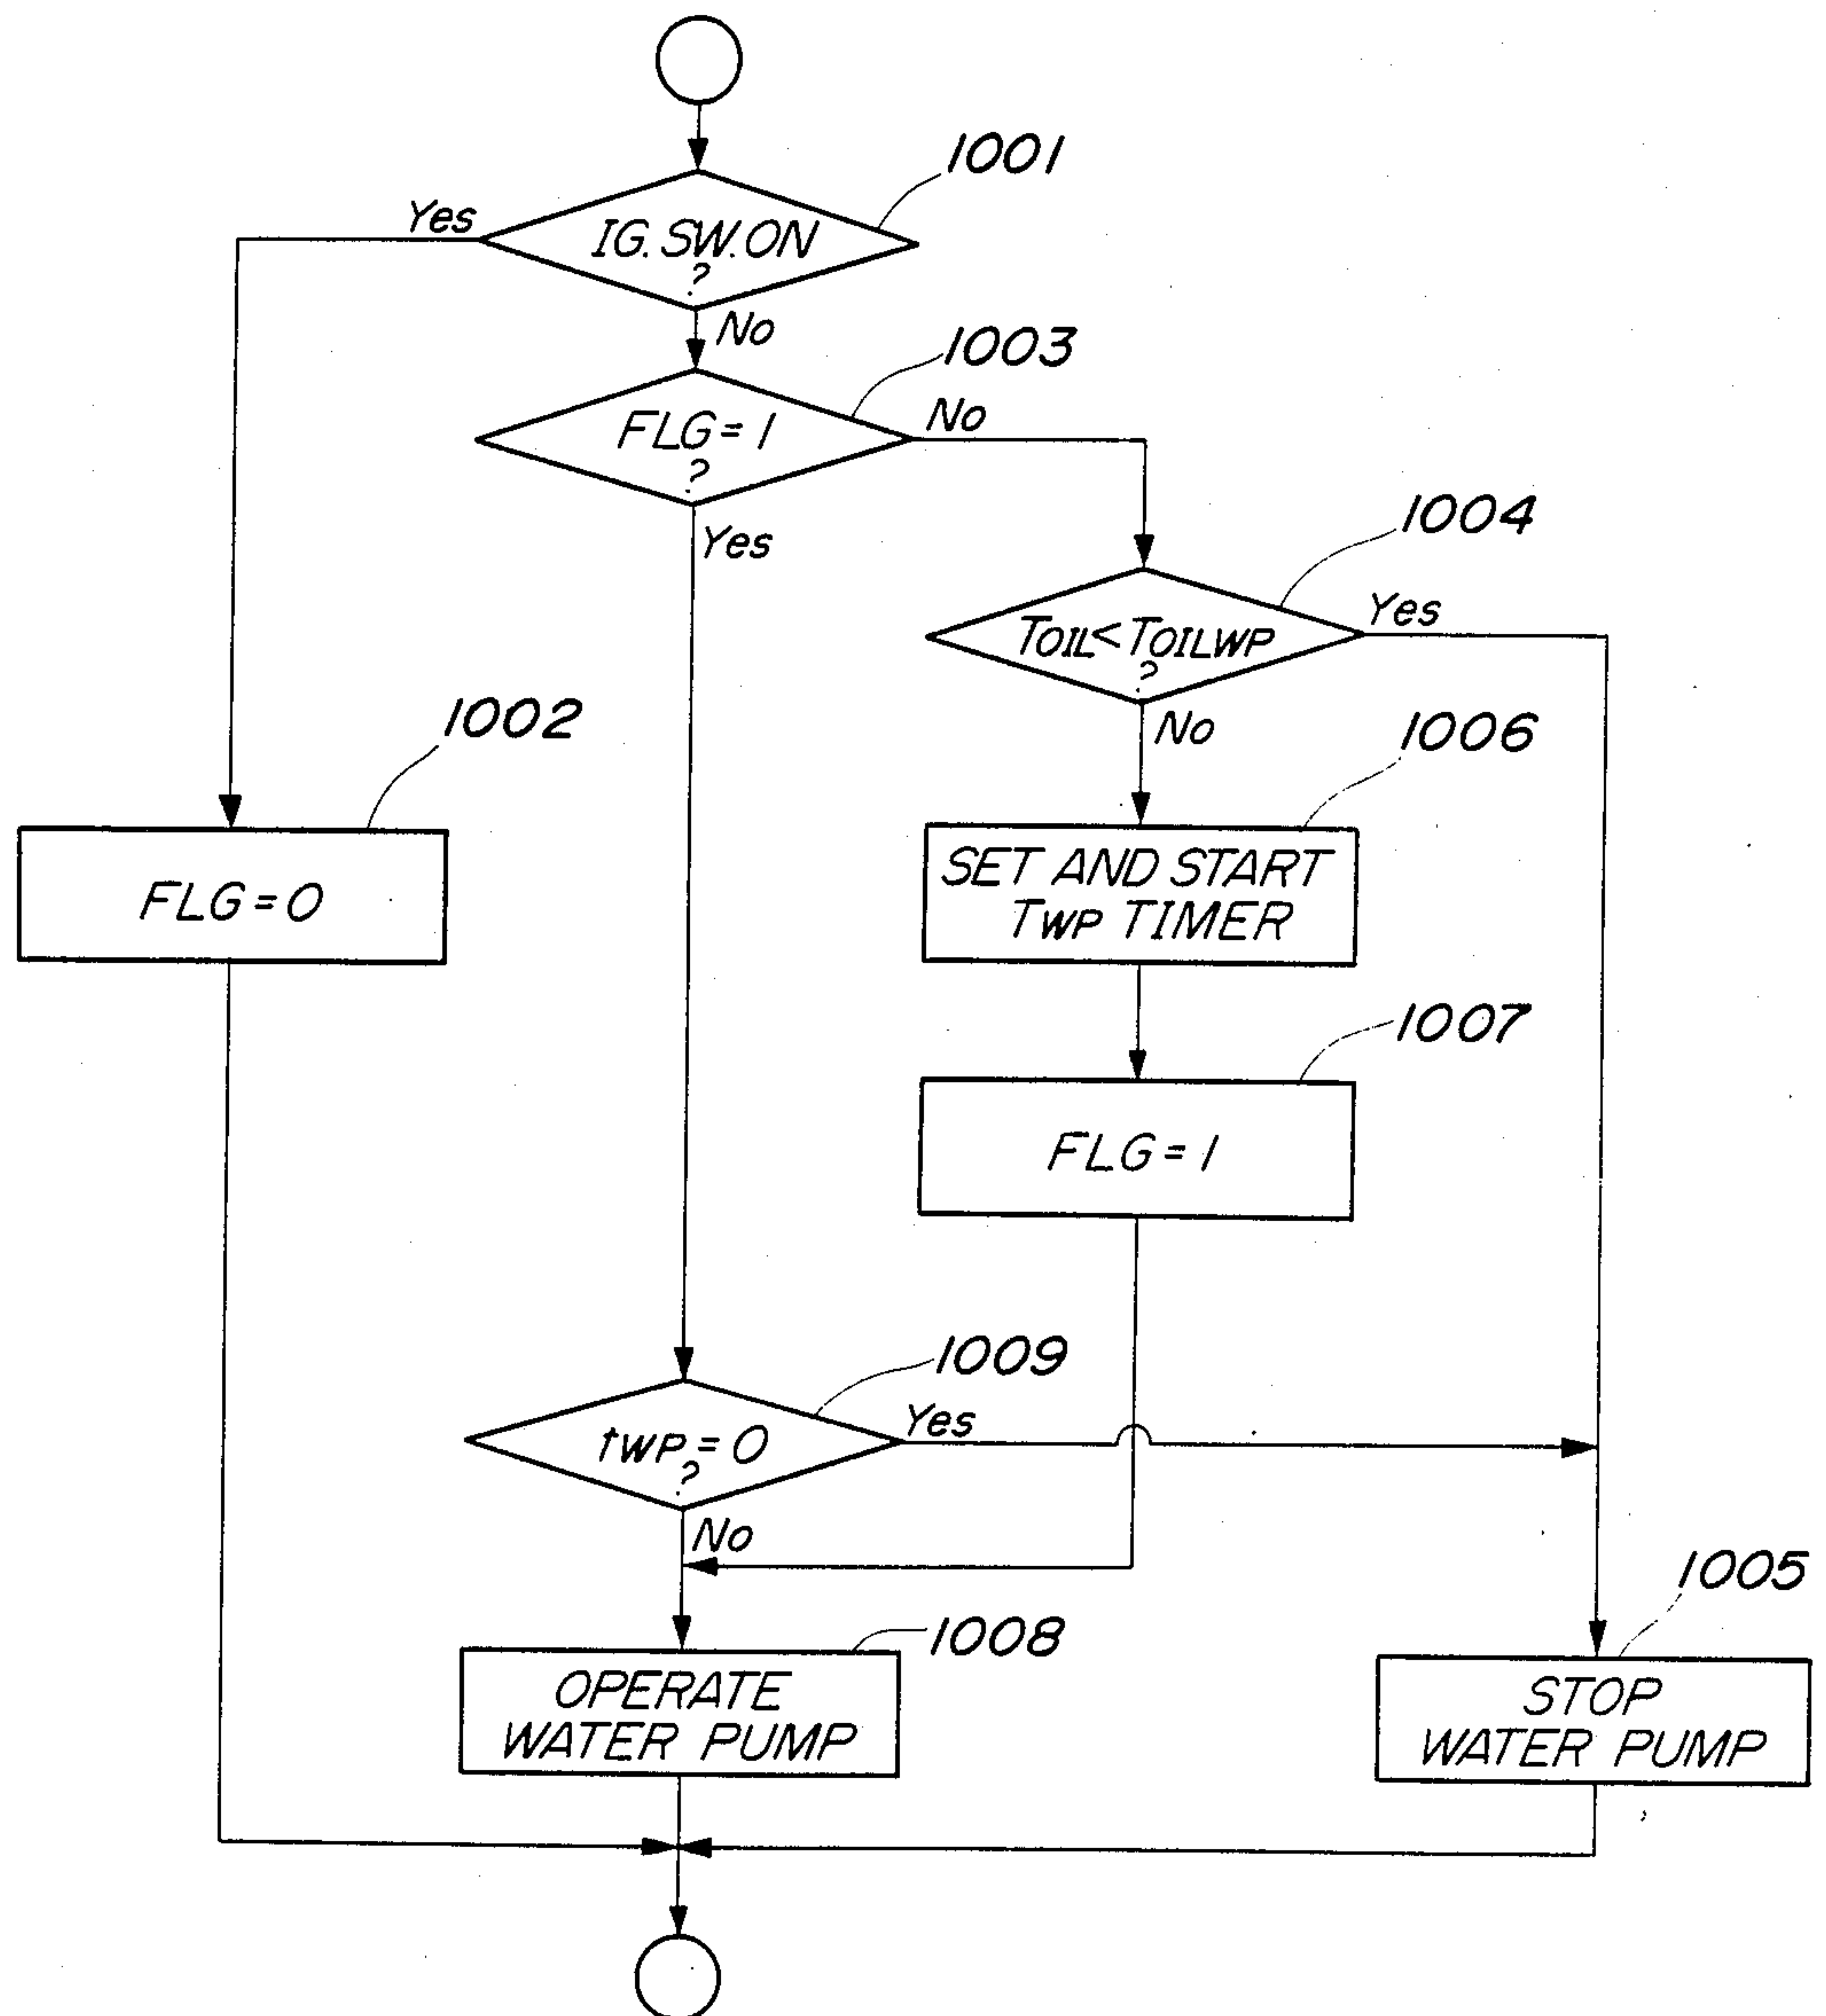 1001
Yes
IG. SW. ON
?
No
1003
FLG = 1
?
No
Yes
1004
TOIL < TOILWP
?
Yes
No
1002
FLG = 0
1006
SET AND START
TWP TIMER
1007
FLG = 1
1009
tWP = 0
?
Yes
No
1008
OPERATE
WATER PUMP
1005
STOP
WATER PUMP